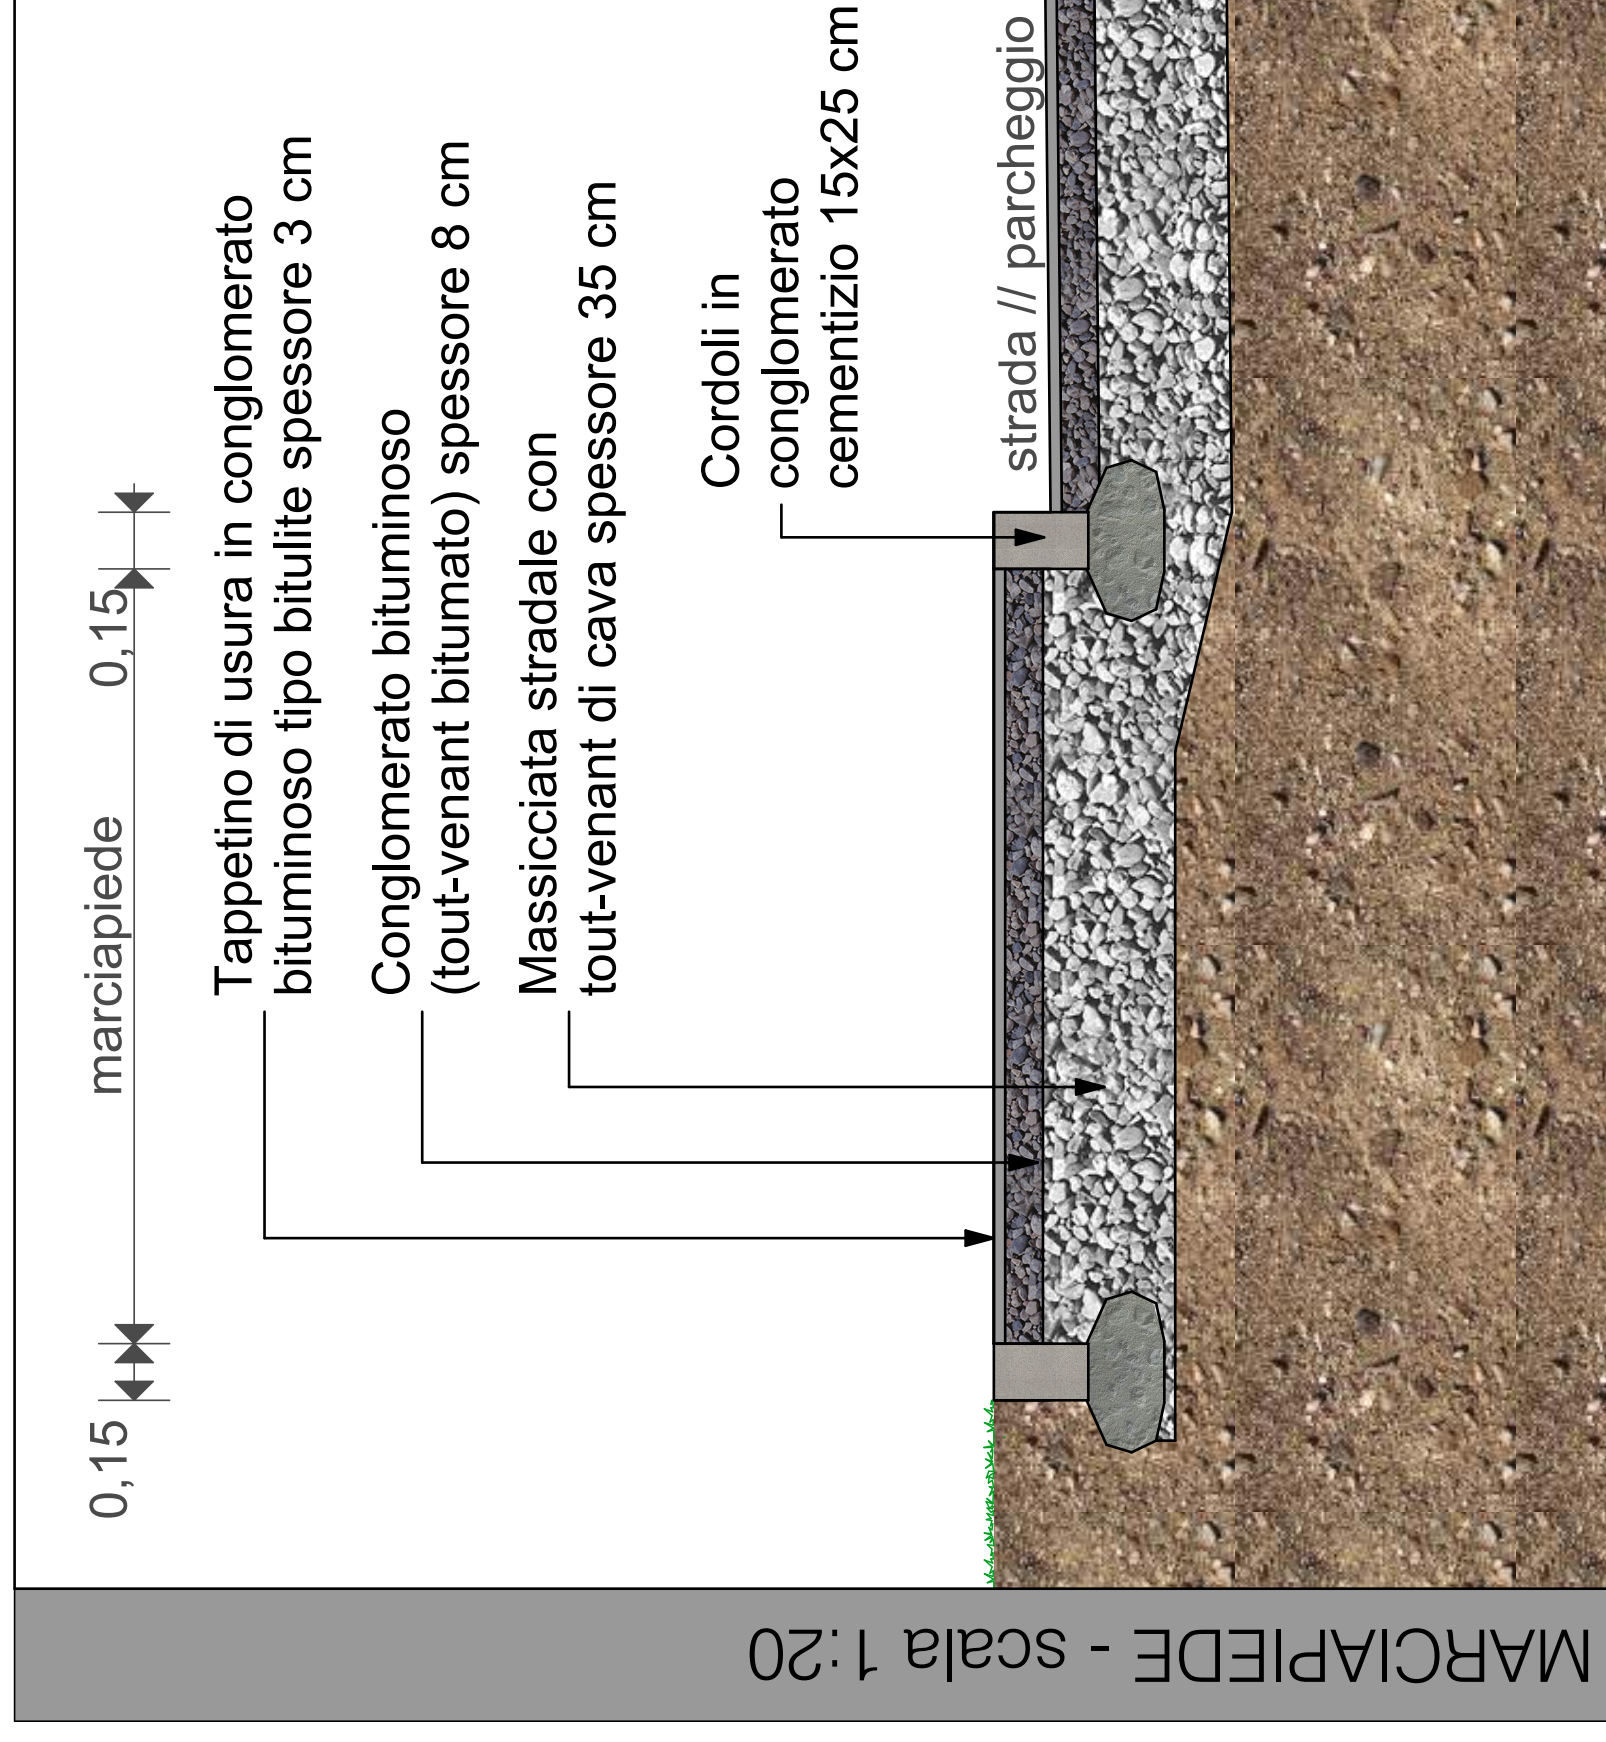 MARCIAPIEDE - scala 1:20
0,15
marciapiede
0,15
Tappetino di usura in conglomerato
bituminoso tipo bitulite spessore 3 cm
Conglomerato bituminoso
(tout-venant bitumato) spessore 8 cm
Massicciata stradale con
tout-venant di cava spessore 35 cm
Cordoli in
conglomerato
cementizio 15x25 cm
strada // parcheggio